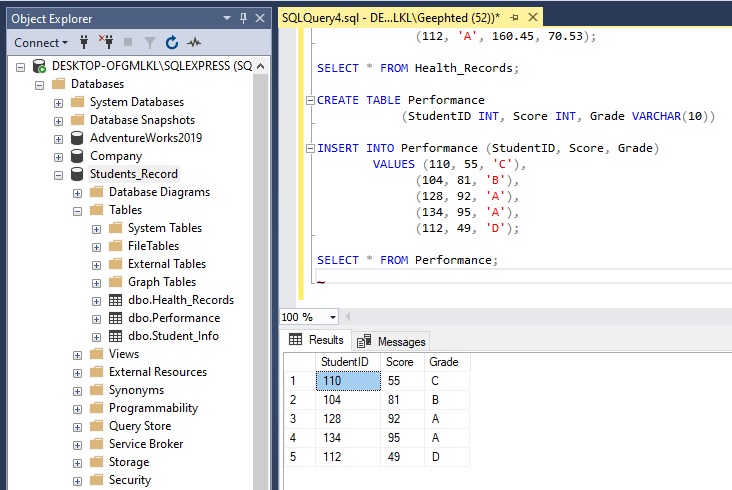 Object Explorer
Connect
DESKTOP-OFGMLKL\SQLEXPRESS (SQ
Databases
System Databases
Database Snapshots
AdventureWorks2019
Company
Students_Record
Database Diagrams
Tables
System Tables
FileTables
External Tables
Graph Tables
dbo.Health_Records
dbo.Performance
dbo.Student_Info
Views
External Resources
Synonyms
Programmability
Query Store
Service Broker
Storage
Security
SQLQuery4.sql - DE...LKL\Geephted (52))*
(112, 'A', 160.45, 70.53);
SELECT * FROM Health_Records;
CREATE TABLE Performance
(StudentID INT, Score INT, Grade VARCHAR(10))
INSERT INTO Performance (StudentID, Score, Grade)
VALUES (110, 55, 'C'),
(104, 81, 'B'),
(128, 92, 'A'),
(134, 95, 'A'),
(112, 49, 'D');
SELECT * FROM Performance;
100 %
Results Messages
StudentID Score Grade
1 110 55 C
2 104 81 B
3 128 92 A
4 134 95 A
5 112 49 D